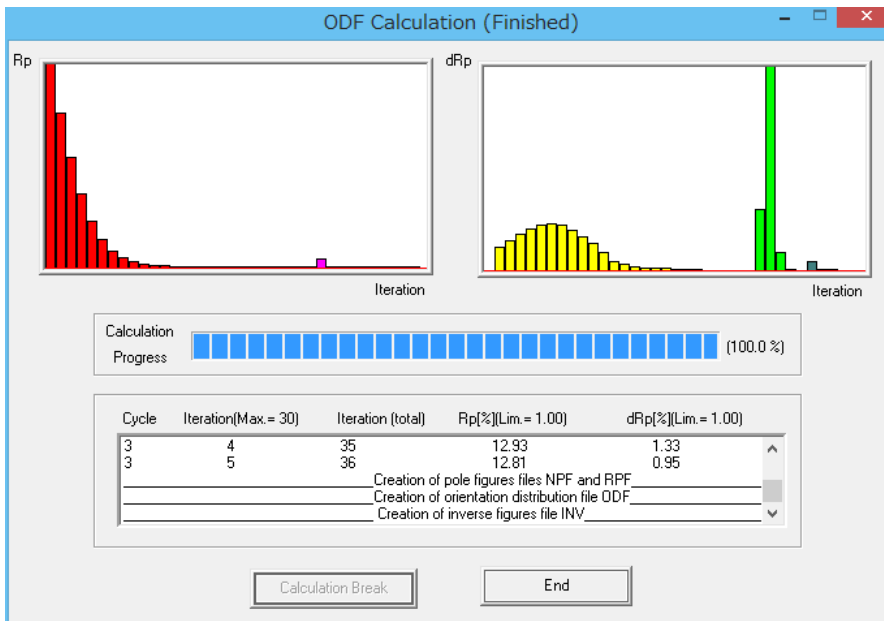 ODF Calculation (Finished)
Rp
dRp
Iteration
Iteration
Calculation Progress
(100.0 %)
Cycle Iteration(Max.= 30) Iteration (total) Rp[%](Lim.= 1.00) dRp[%](Lim.= 1.00)
3 4 35 12.93 1.33
3 5 36 12.81 0.95
Creation of pole figures files NPF and RPF
Creation of orientation distribution file ODF
Creation of inverse figures file INV
Calculation Break
End